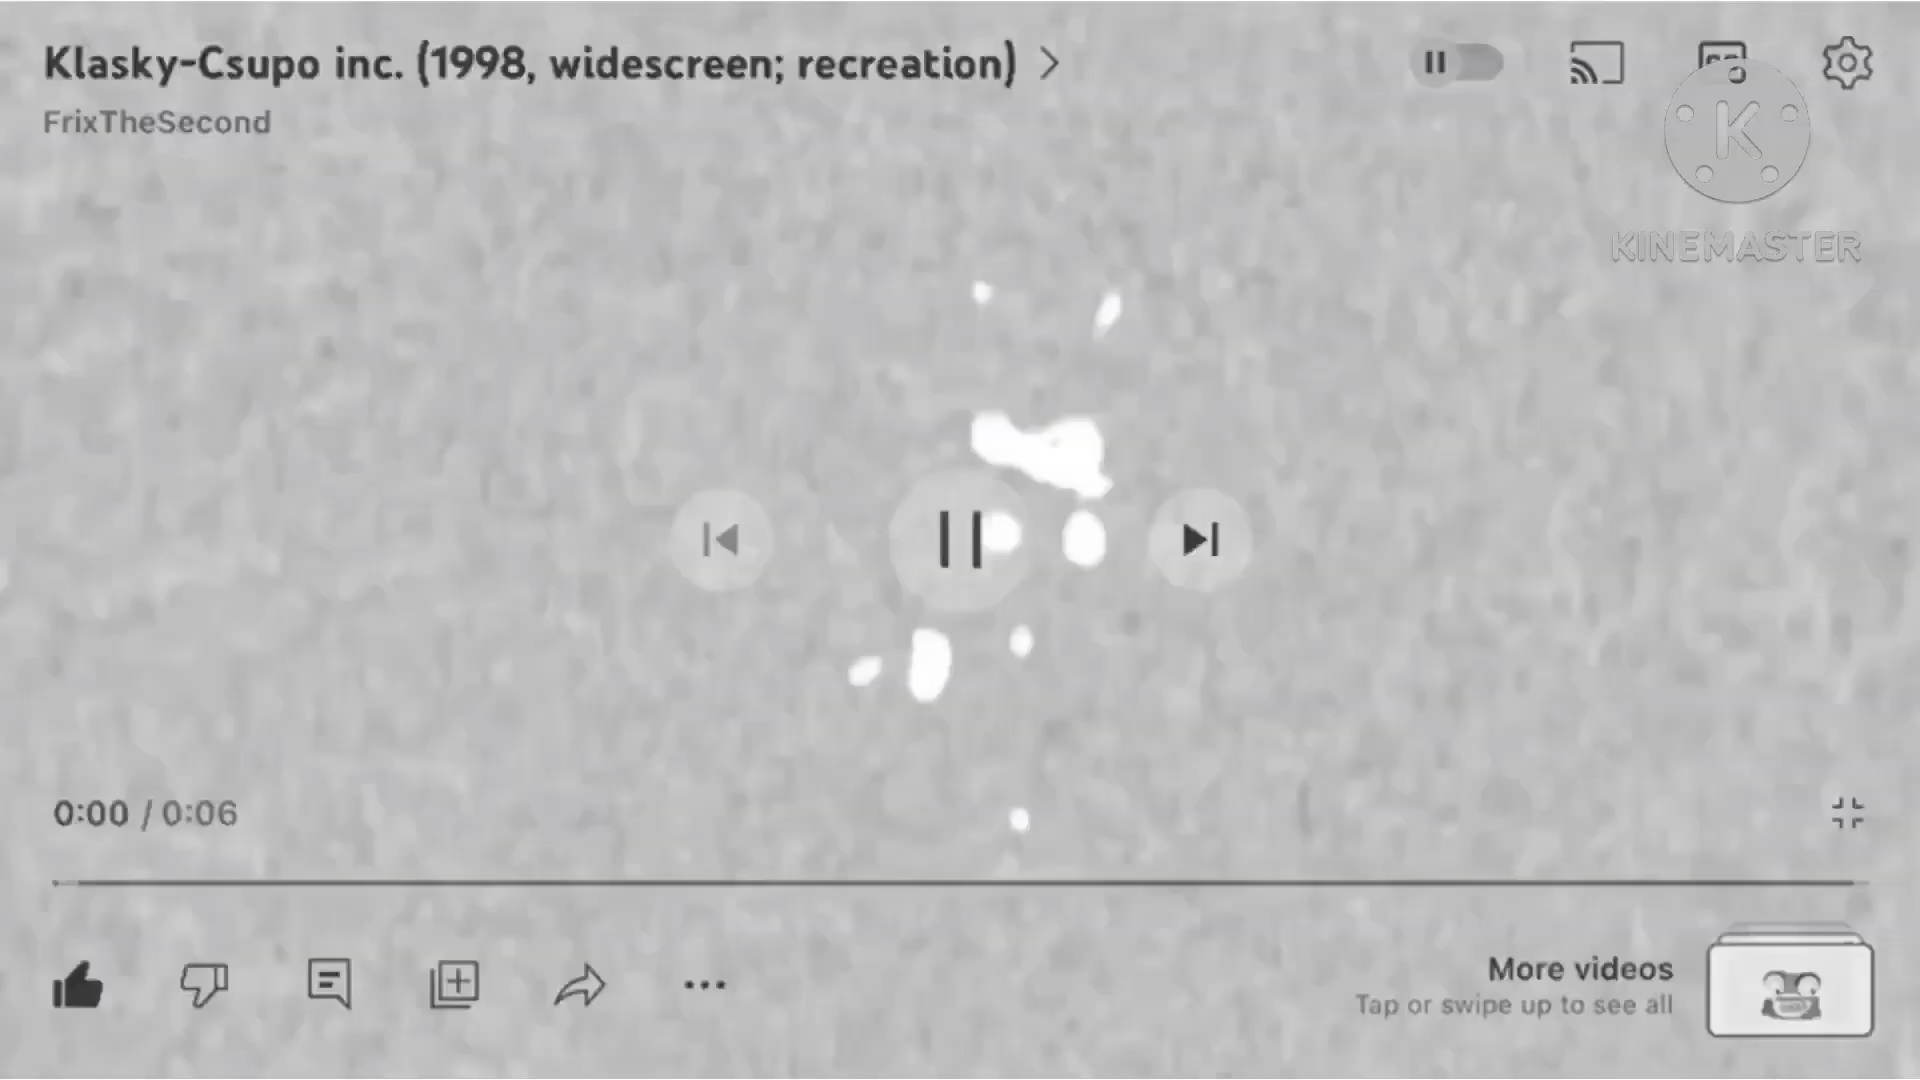 Klasky-Csupo inc. (1998, widescreen; recreation)
FrixTheSecond
K
KINEMASTER
0:00 / 0:06
More videos
Tap or swipe up to see all